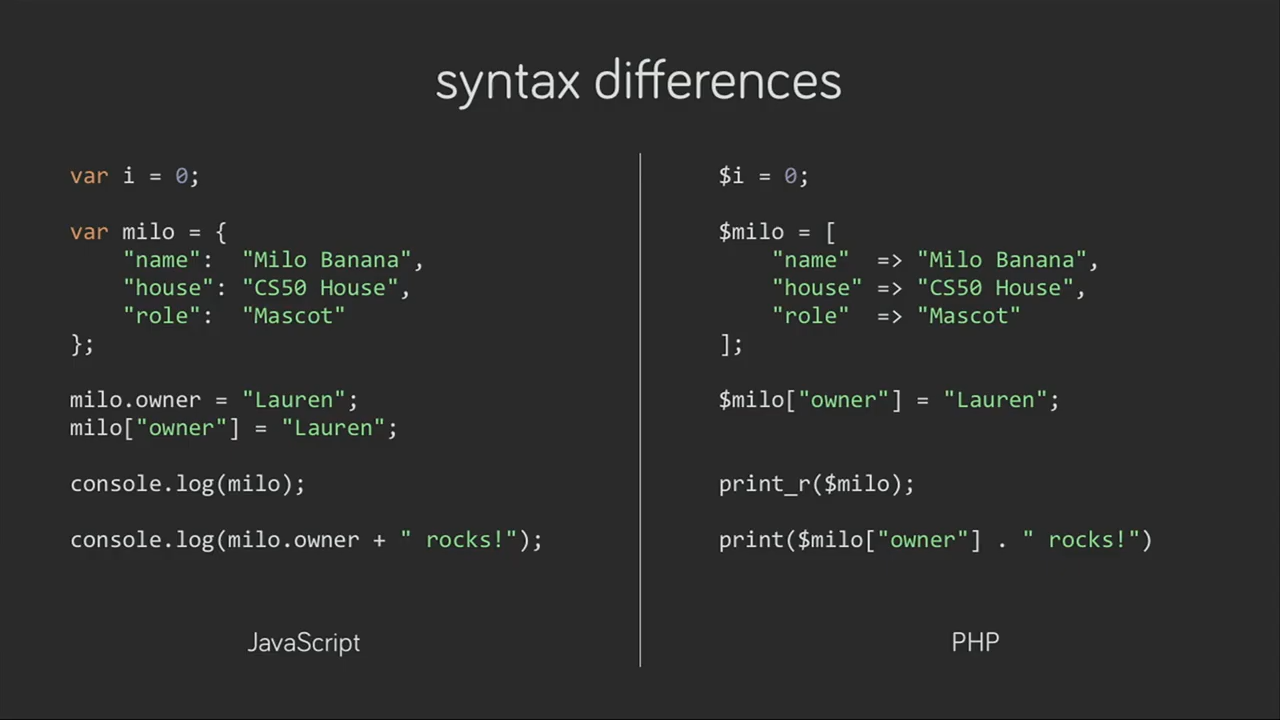 syntax differences
var i = 0;
var milo = {
    "name":  "Milo Banana",
    "house": "CS50 House",
    "role":  "Mascot"
};
milo.owner = "Lauren";
milo["owner"] = "Lauren";
console.log(milo);
console.log(milo.owner + " rocks!");
JavaScript
$i = 0;
$milo = [
    "name"  => "Milo Banana",
    "house" => "CS50 House",
    "role"  => "Mascot"
];
$milo["owner"] = "Lauren";
print_r($milo);
print($milo["owner"] . " rocks!")
PHP